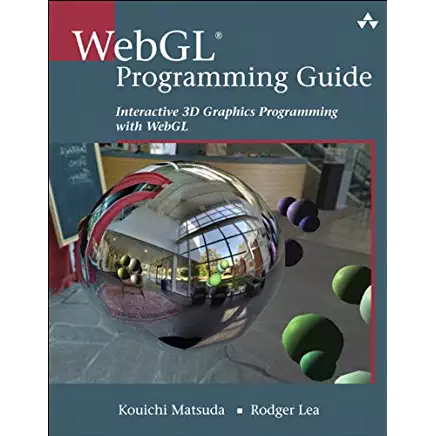 WebGL®
Programming Guide
Interactive 3D Graphics Programming
with WebGL
Kouichi Matsuda ■ Rodger Lea